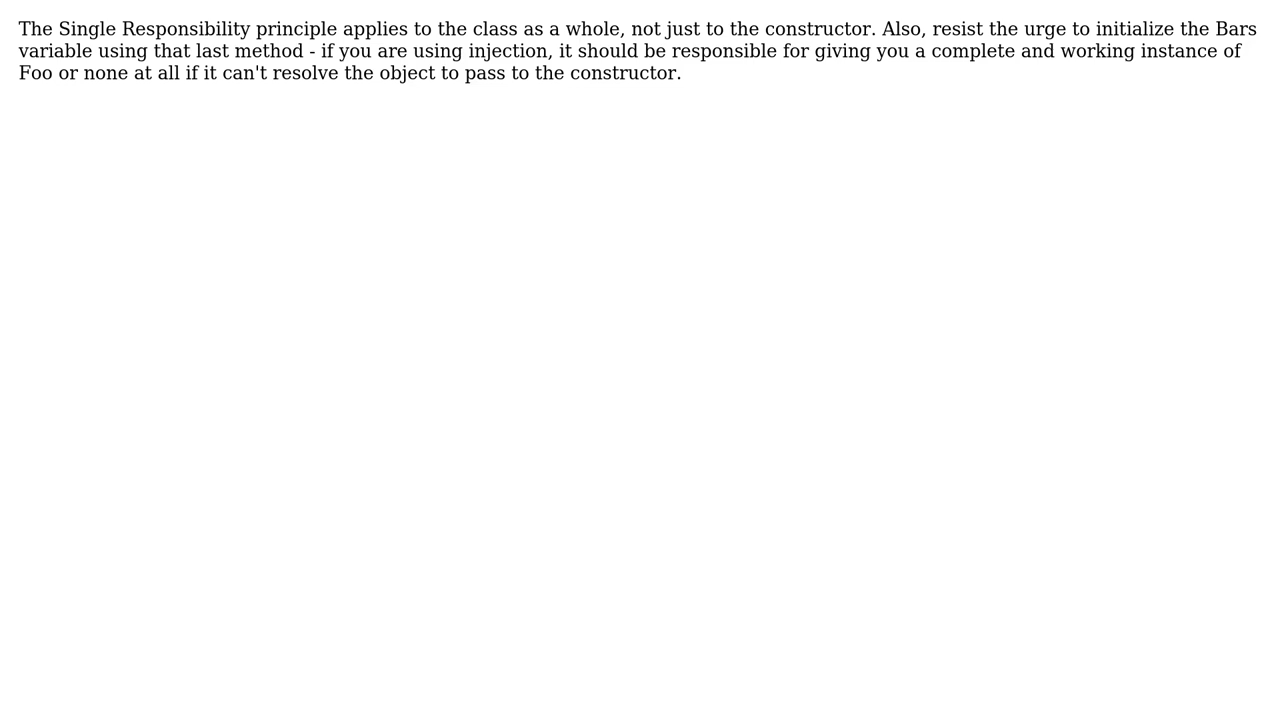 The Single Responsibility principle applies to the class as a whole, not just to the constructor. Also, resist the urge to initialize the Bars
variable using that last method - if you are using injection, it should be responsible for giving you a complete and working instance of
Foo or none at all if it can't resolve the object to pass to the constructor.